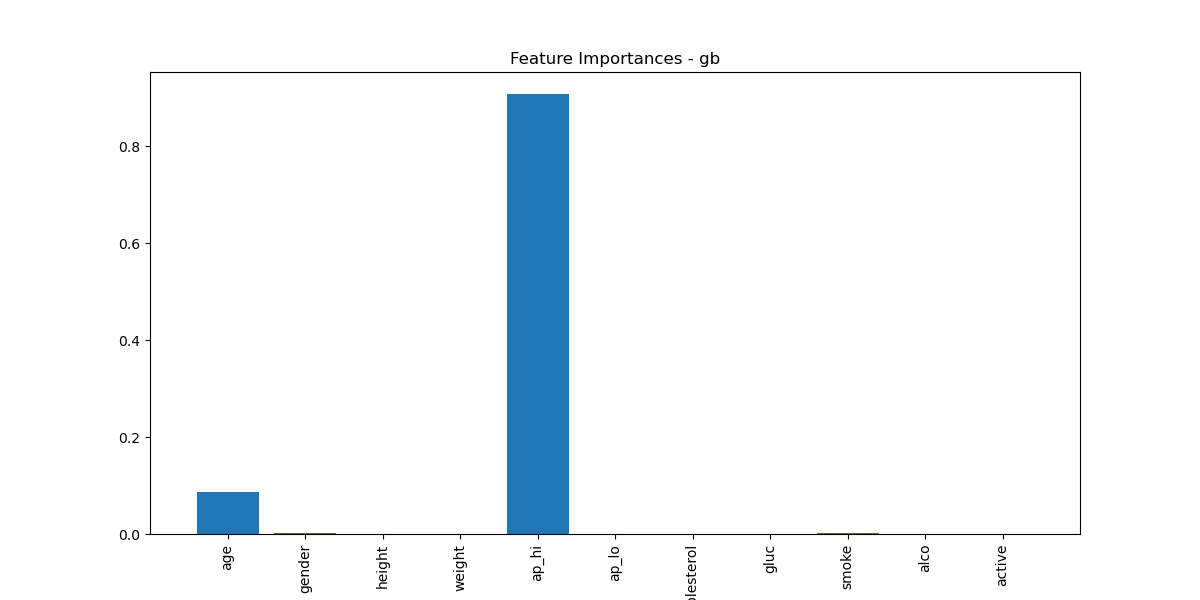 Feature Importances - gb
0.8
0.6
0.4
0.2
0.0
age
gender
height
weight
ap_hi
ap_lo
olesterol
gluc
smoke
alco
active